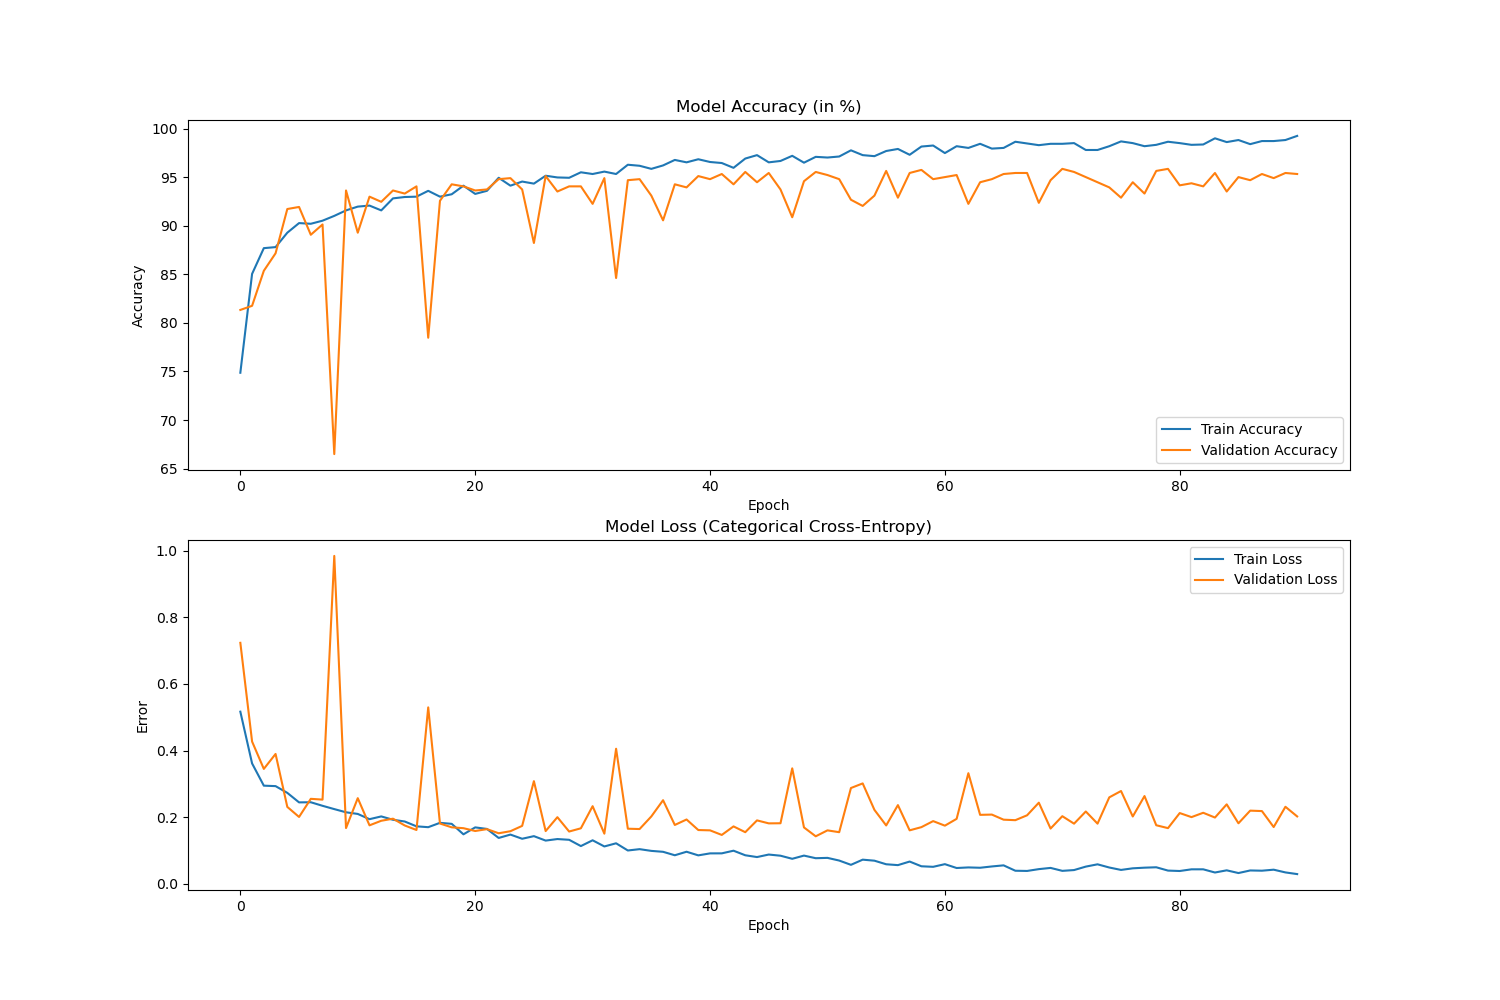 Model Accuracy (in %)
100
95
90
85
80
75
70
65
Accuracy
0 20 40 60 80
Epoch
Train Accuracy
Validation Accuracy
Model Loss (Categorical Cross-Entropy)
1.0
0.8
0.6
0.4
0.2
0.0
Error
0 20 40 60 80
Epoch
Train Loss
Validation Loss